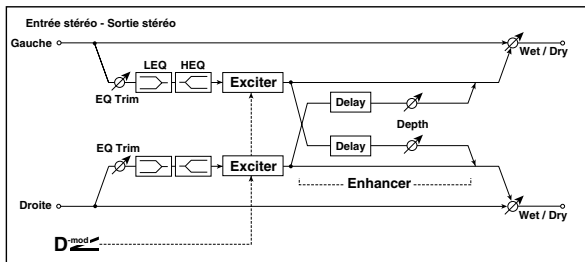 Entrée stéréo - Sortie stéréo
Gauche
Wet / Dry
LEQ HEQ
EQ Trim
Exciter
Delay
Depth
Delay
EQ Trim
Exciter
Enhancer
Droite
Wet / Dry
D-mod